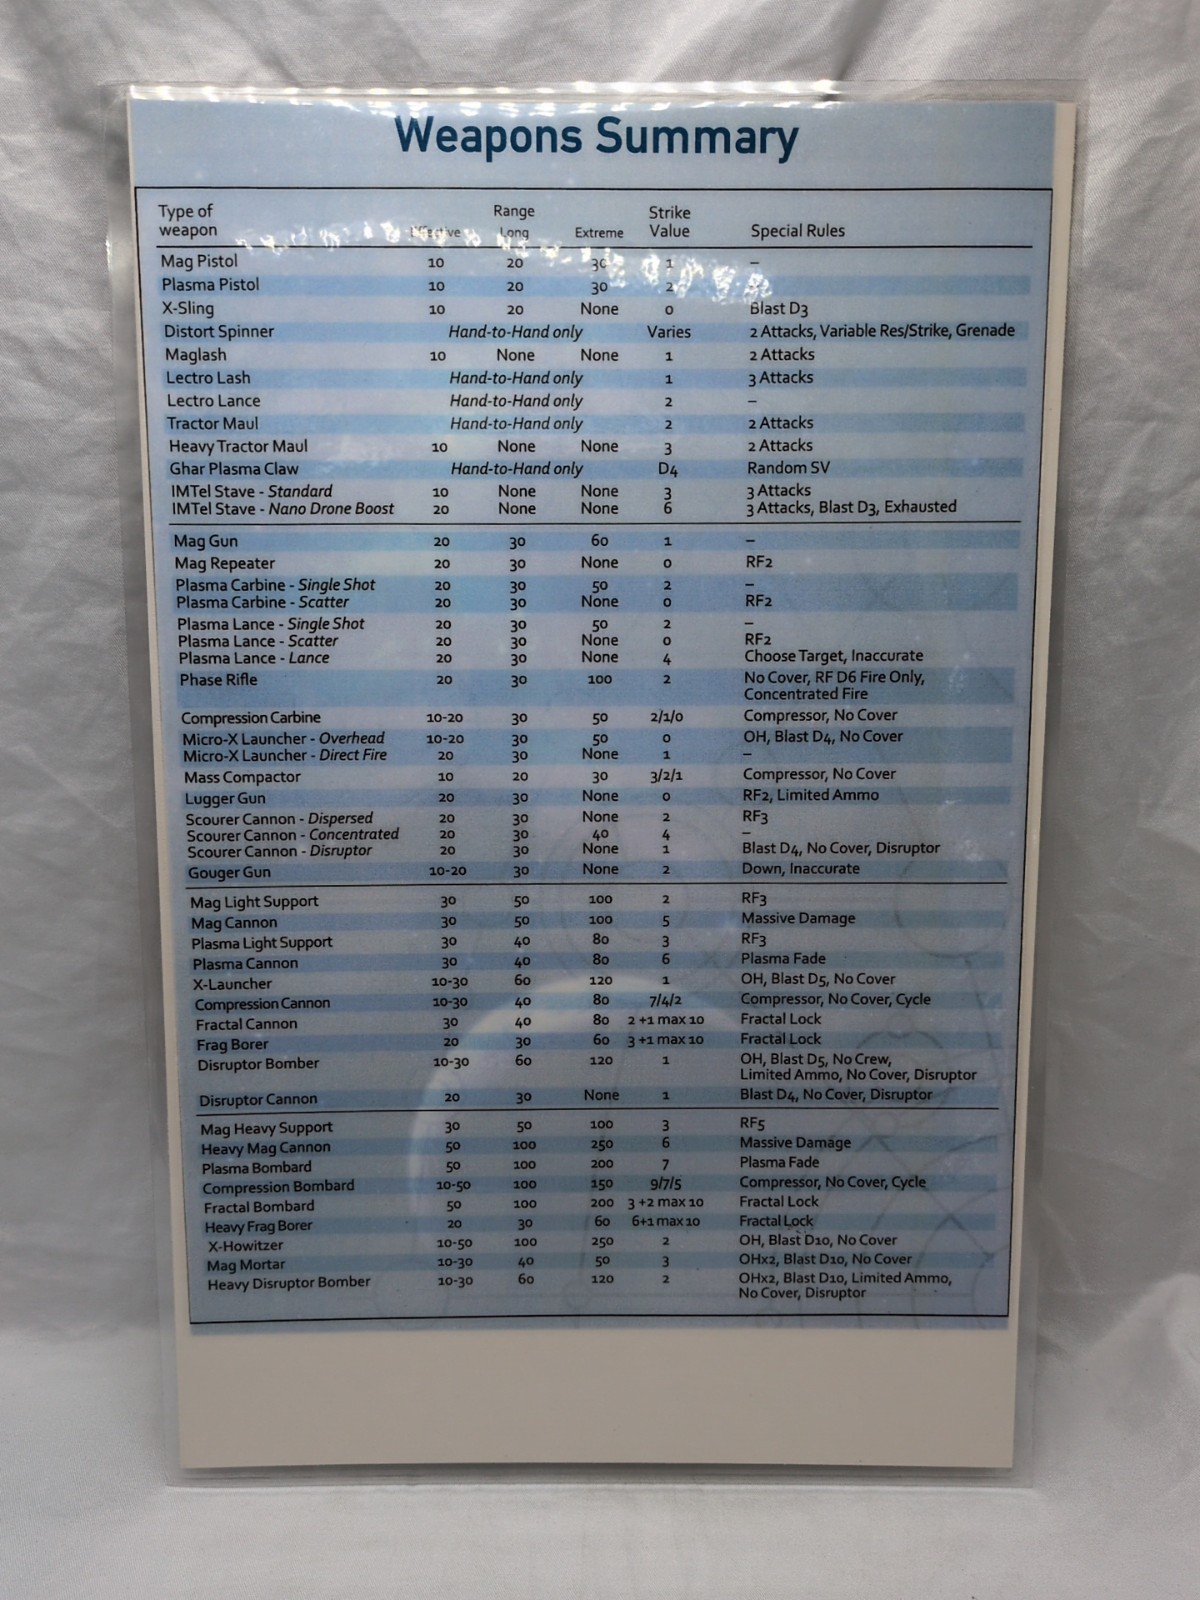 Weapons Summary
Type of Range Strike
weapon Effective Long Extreme Value Special Rules
Mag Pistol 10 20 30 1 –
Plasma Pistol 10 20 30 2
X-Sling 10 20 None 0 Blast D3
Distort Spinner Hand-to-Hand only Varies 2 Attacks, Variable Res/Strike, Grenade
Maglash 10 None None 1 2 Attacks
Lectro Lash Hand-to-Hand only 1 3 Attacks
Lectro Lance Hand-to-Hand only 2 –
Tractor Maul Hand-to-Hand only 2 2 Attacks
Heavy Tractor Maul 10 None None 3 2 Attacks
Ghar Plasma Claw Hand-to-Hand only D4 Random SV
IMTel Stave - Standard 10 None None 3 3 Attacks
IMTel Stave - Nano Drone Boost 20 None None 6 3 Attacks, Blast D3, Exhausted
Mag Gun 20 30 60 1 –
Mag Repeater 20 30 None 0 RF2
Plasma Carbine - Single Shot 20 30 50 2 –
Plasma Carbine - Scatter 20 30 None 0 RF2
Plasma Lance - Single Shot 20 30 50 2 –
Plasma Lance - Scatter 20 30 None 0 RF2
Plasma Lance - Lance 20 30 None 4 Choose Target, Inaccurate
Phase Rifle 20 30 100 2 No Cover, RF D6 Fire Only,
Concentrated Fire
Compression Carbine 10-20 30 50 2/1/0 Compressor, No Cover
Micro-X Launcher - Overhead 10-20 30 50 0 OH, Blast D4, No Cover
Micro-X Launcher - Direct Fire 20 30 None 1 –
Mass Compactor 10 20 30 3/2/1 Compressor, No Cover
Lugger Gun 20 30 None 0 RF2, Limited Ammo
Scourer Cannon - Dispersed 20 30 None 2 RF3
Scourer Cannon - Concentrated 20 30 40 4 –
Scourer Cannon - Disruptor 20 30 None 1 Blast D4, No Cover, Disruptor
Gouger Gun 10-20 30 None 2 Down, Inaccurate
Mag Light Support 30 50 100 2 RF3
Mag Cannon 30 50 100 5 Massive Damage
Plasma Light Support 30 40 80 3 RF3
Plasma Cannon 30 40 80 6 Plasma Fade
X-Launcher 10-30 60 120 1 OH, Blast D5, No Cover
Compression Cannon 10-30 40 80 7/4/2 Compressor, No Cover, Cycle
Fractal Cannon 30 40 80 2 +1 max 10 Fractal Lock
Frag Borer 20 30 60 3 +1 max 10 Fractal Lock
Disruptor Bomber 10-30 60 120 1 OH, Blast D5, No Crew,
Limited Ammo, No Cover, Disruptor
Disruptor Cannon 20 30 None 1 Blast D4, No Cover, Disruptor
Mag Heavy Support 30 50 100 3 RF5
Heavy Mag Cannon 50 100 250 6 Massive Damage
Plasma Bombard 50 100 200 7 Plasma Fade
Compression Bombard 10-50 100 150 9/7/5 Compressor, No Cover, Cycle
Fractal Bombard 50 100 200 3 +2 max 10 Fractal Lock
Heavy Frag Borer 20 30 60 6+1 max 10 Fractal Lock
X-Howitzer 10-50 100 250 2 OH, Blast D10, No Cover
Mag Mortar 10-30 40 50 3 OHx2, Blast D10, No Cover
Heavy Disruptor Bomber 10-30 60 120 2 OHx2, Blast D10, Limited Ammo,
No Cover, Disruptor